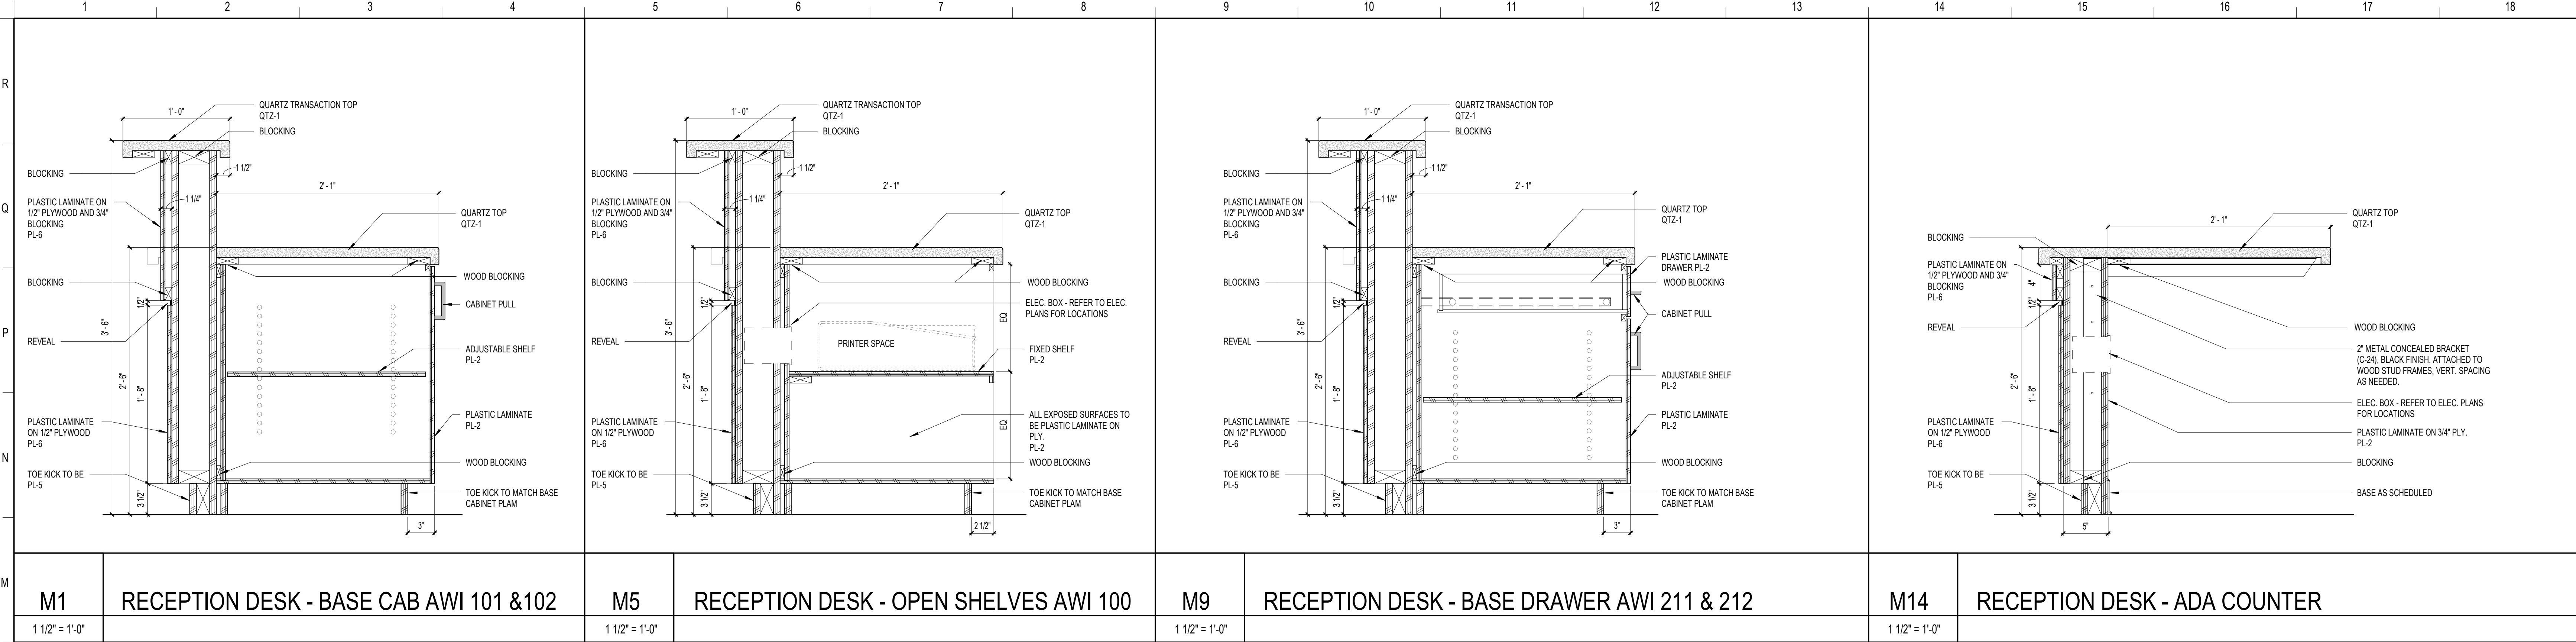 1 2 3 4 5 6 7 8 9 10 11 12 13 14 15 16 17 18
R
Q
P
N
M
1' - 0"
QUARTZ TRANSACTION TOP
QTZ-1
BLOCKING
BLOCKING
1 1/2"
2' - 1"
PLASTIC LAMINATE ON
1/2" PLYWOOD AND 3/4"
BLOCKING
PL-6
1 1/4"
QUARTZ TOP
QTZ-1
BLOCKING
WOOD BLOCKING
1/2"
CABINET PULL
3' - 6"
REVEAL
ADJUSTABLE SHELF
PL-2
2' - 6"
1' - 8"
PLASTIC LAMINATE
ON 1/2" PLYWOOD
PL-6
PLASTIC LAMINATE
PL-2
WOOD BLOCKING
TOE KICK TO BE
PL-5
3 1/2"
TOE KICK TO MATCH BASE
CABINET PLAM
3"
M1
RECEPTION DESK - BASE CAB AWI 101 &102
1 1/2" = 1'-0"
1' - 0"
QUARTZ TRANSACTION TOP
QTZ-1
BLOCKING
BLOCKING
1 1/2"
2' - 1"
PLASTIC LAMINATE ON
1/2" PLYWOOD AND 3/4"
BLOCKING
PL-6
1 1/4"
QUARTZ TOP
QTZ-1
BLOCKING
WOOD BLOCKING
1/2"
ELEC. BOX - REFER TO ELEC.
PLANS FOR LOCATIONS
EQ
3' - 6"
REVEAL
PRINTER SPACE
FIXED SHELF
PL-2
2' - 6"
1' - 8"
PLASTIC LAMINATE
ON 1/2" PLYWOOD
PL-6
ALL EXPOSED SURFACES TO
BE PLASTIC LAMINATE ON
PLY.
PL-2
EQ
WOOD BLOCKING
TOE KICK TO BE
PL-5
3 1/2"
TOE KICK TO MATCH BASE
CABINET PLAM
2 1/2"
M5
RECEPTION DESK - OPEN SHELVES AWI 100
1 1/2" = 1'-0"
1' - 0"
QUARTZ TRANSACTION TOP
QTZ-1
BLOCKING
BLOCKING
1 1/2"
2' - 1"
PLASTIC LAMINATE ON
1/2" PLYWOOD AND 3/4"
BLOCKING
PL-6
1 1/4"
QUARTZ TOP
QTZ-1
PLASTIC LAMINATE
DRAWER PL-2
BLOCKING
WOOD BLOCKING
1/2"
CABINET PULL
3' - 6"
REVEAL
ADJUSTABLE SHELF
PL-2
2' - 6"
1' - 8"
PLASTIC LAMINATE
ON 1/2" PLYWOOD
PL-6
PLASTIC LAMINATE
PL-2
WOOD BLOCKING
TOE KICK TO BE
PL-5
3 1/2"
TOE KICK TO MATCH BASE
CABINET PLAM
3"
M9
RECEPTION DESK - BASE DRAWER AWI 211 & 212
1 1/2" = 1'-0"
2' - 1"
QUARTZ TOP
QTZ-1
BLOCKING
PLASTIC LAMINATE ON
1/2" PLYWOOD AND 3/4"
BLOCKING
PL-6
4"
1/2"
REVEAL
WOOD BLOCKING
2" METAL CONCEALED BRACKET
(C-24), BLACK FINISH. ATTACHED TO
WOOD STUD FRAMES, VERT. SPACING
AS NEEDED.
2' - 6"
1' - 8"
ELEC. BOX - REFER TO ELEC. PLANS
FOR LOCATIONS
PLASTIC LAMINATE
ON 1/2" PLYWOOD
PL-6
PLASTIC LAMINATE ON 3/4" PLY.
PL-2
BLOCKING
TOE KICK TO BE
PL-5
3 1/2"
BASE AS SCHEDULED
5"
M14
RECEPTION DESK - ADA COUNTER
1 1/2" = 1'-0"